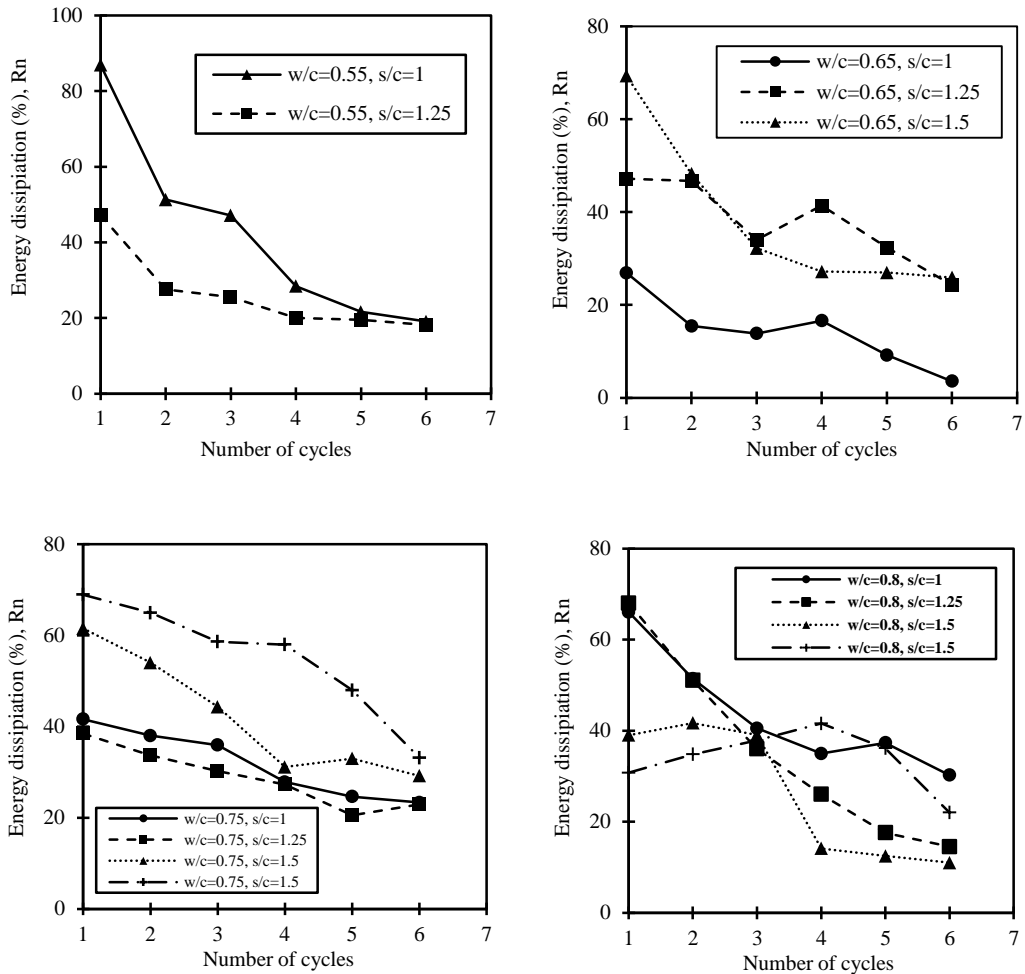 100
80
60
40
20
0
Energy dissipiation (%), Rn
w/c=0.55, s/c=1
w/c=0.55, s/c=1.25
1 2 3 4 5 6 7
Number of cycles
80
60
40
20
0
Energy dissipiation (%), Rn
w/c=0.65, s/c=1
w/c=0.65, s/c=1.25
w/c=0.65, s/c=1.5
1 2 3 4 5 6 7
Number of cycles
80
60
40
20
0
Energy dissipiation (%), Rn
w/c=0.75, s/c=1
w/c=0.75, s/c=1.25
w/c=0.75, s/c=1.5
w/c=0.75, s/c=1.5
1 2 3 4 5 6 7
Number of cycles
80
60
40
20
0
Energy dissipiation (%), Rn
w/c=0.8, s/c=1
w/c=0.8, s/c=1.25
w/c=0.8, s/c=1.5
w/c=0.8, s/c=1.5
1 2 3 4 5 6 7
Number of cycles